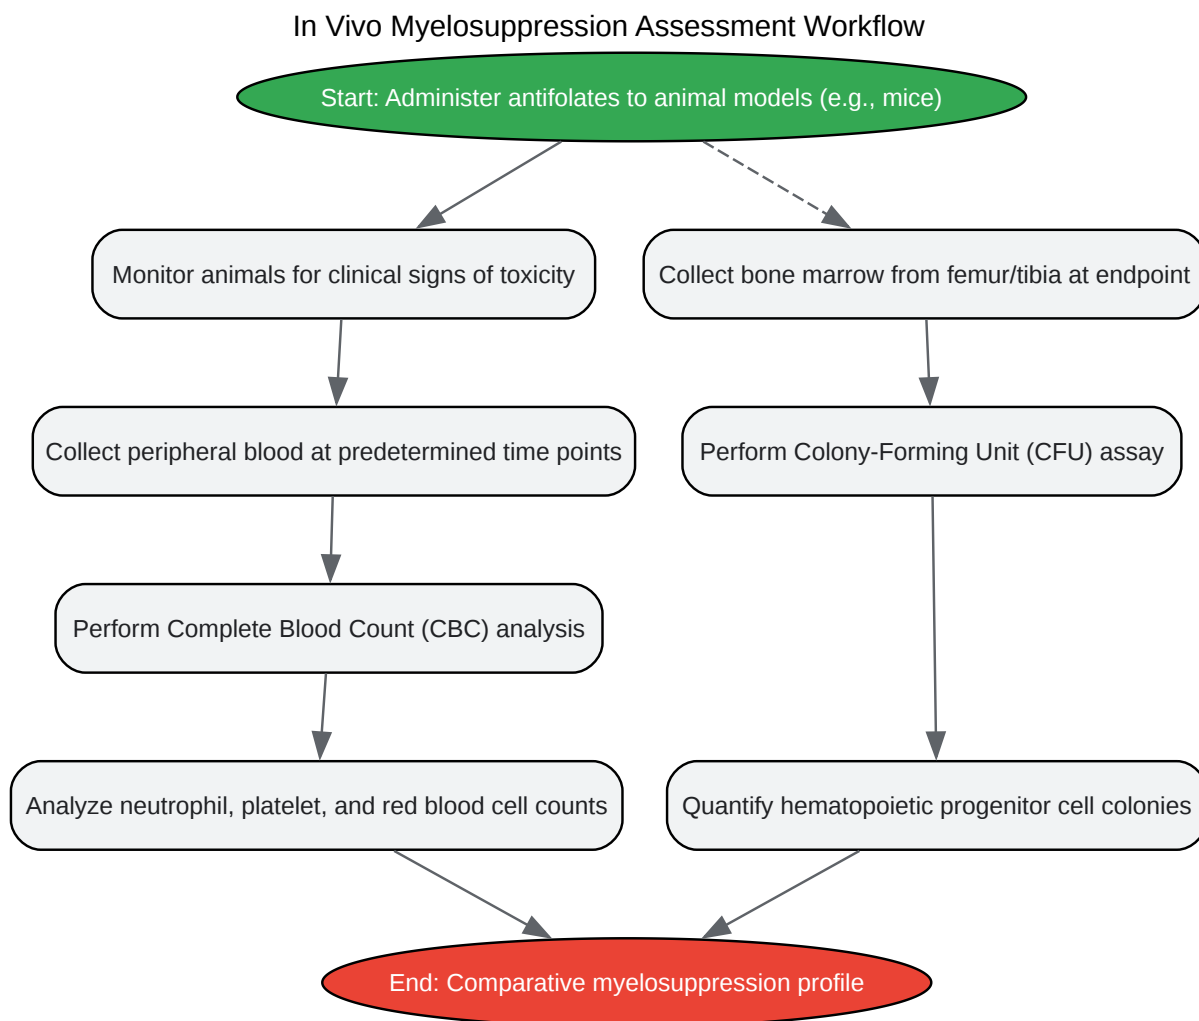 In Vivo Myelosuppression Assessment Workflow
Start: Administer antifolates to animal models (e.g., mice)
Monitor animals for clinical signs of toxicity
Collect bone marrow from femur/tibia at endpoint
Collect peripheral blood at predetermined time points
Perform Colony-Forming Unit (CFU) assay
Perform Complete Blood Count (CBC) analysis
Analyze neutrophil, platelet, and red blood cell counts
Quantify hematopoietic progenitor cell colonies
End: Comparative myelosuppression profile